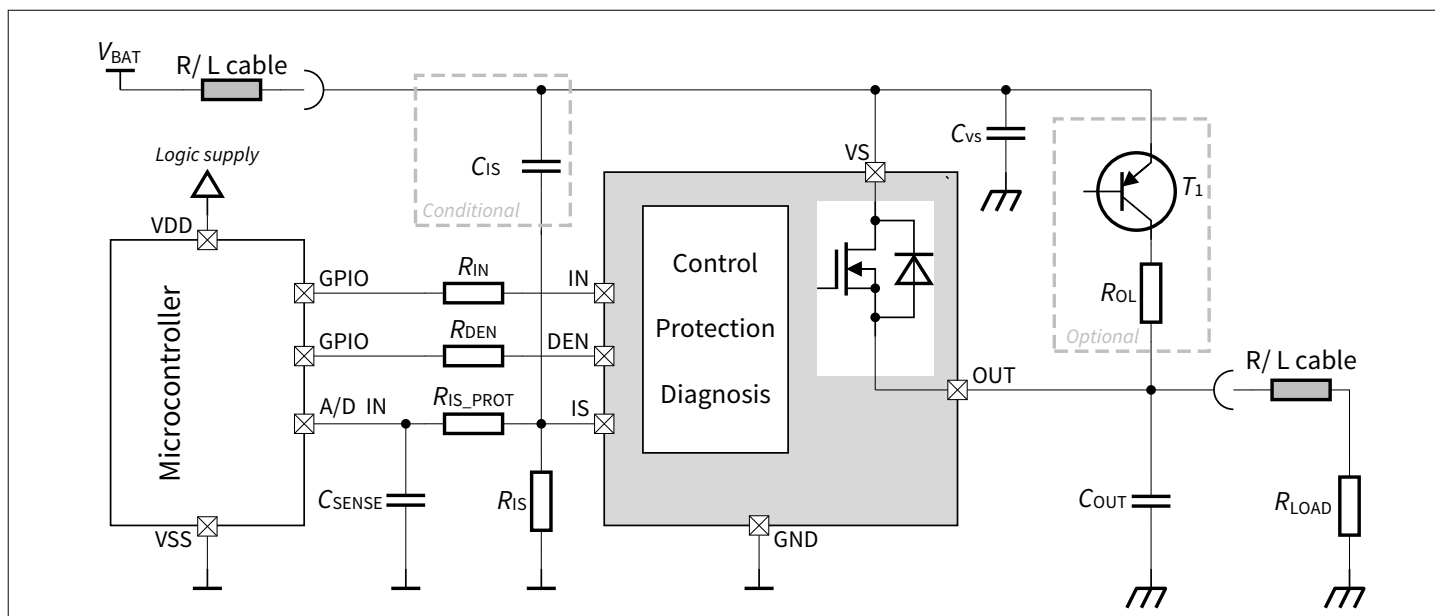 VBAT
R/ L cable
Logic supply
CIS
Conditional
VS
Cvs
T1
VDD
Microcontroller
GPIO
RIN
IN
Control
Protection
Diagnosis
ROL
Optional
GPIO
RDEN
DEN
OUT
R/ L cable
A/D IN
RIS_PROT
IS
CSENSE
RIS
COUT
RLOAD
VSS
GND